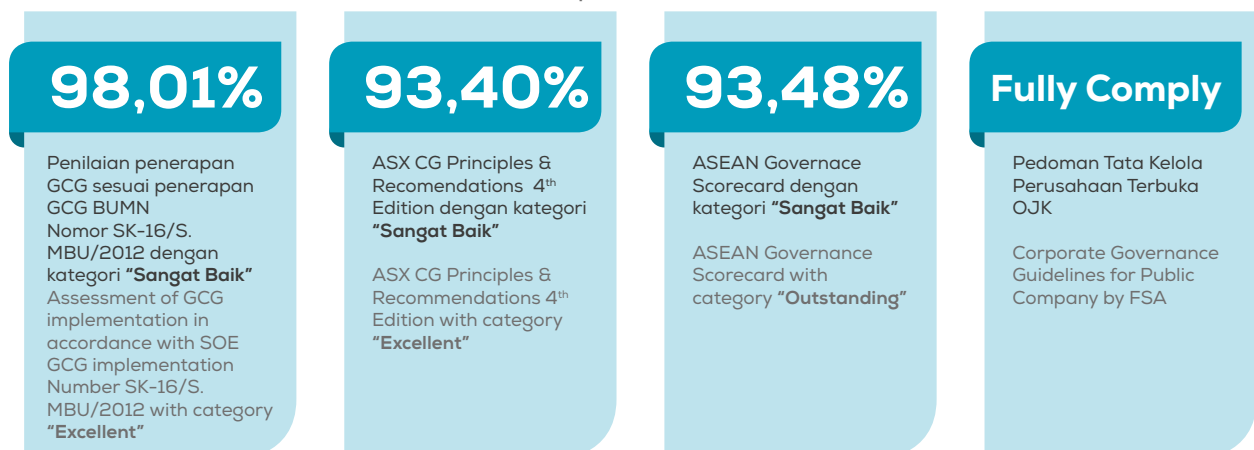 98,01%
Penilaian penerapan
GCG sesuai penerapan
GCG BUMN
Nomor SK-16/S.
MBU/2012 dengan
kategori “Sangat Baik”
Assessment of GCG
implementation in
accordance with SOE
GCG implementation
Number SK-16/S.
MBU/2012 with category
“Excellent”
93,40%
ASX CG Principles &
Recomendations 4th
Edition dengan kategori
“Sangat Baik”
ASX CG Principles &
Recommendations 4th
Edition with category
“Excellent”
93,48%
ASEAN Governace
Scorecard dengan
kategori “Sangat Baik”
ASEAN Governance
Scorecard with
category “Outstanding”
Fully Comply
Pedoman Tata Kelola
Perusahaan Terbuka
OJK
Corporate Governance
Guidelines for Public
Company by FSA